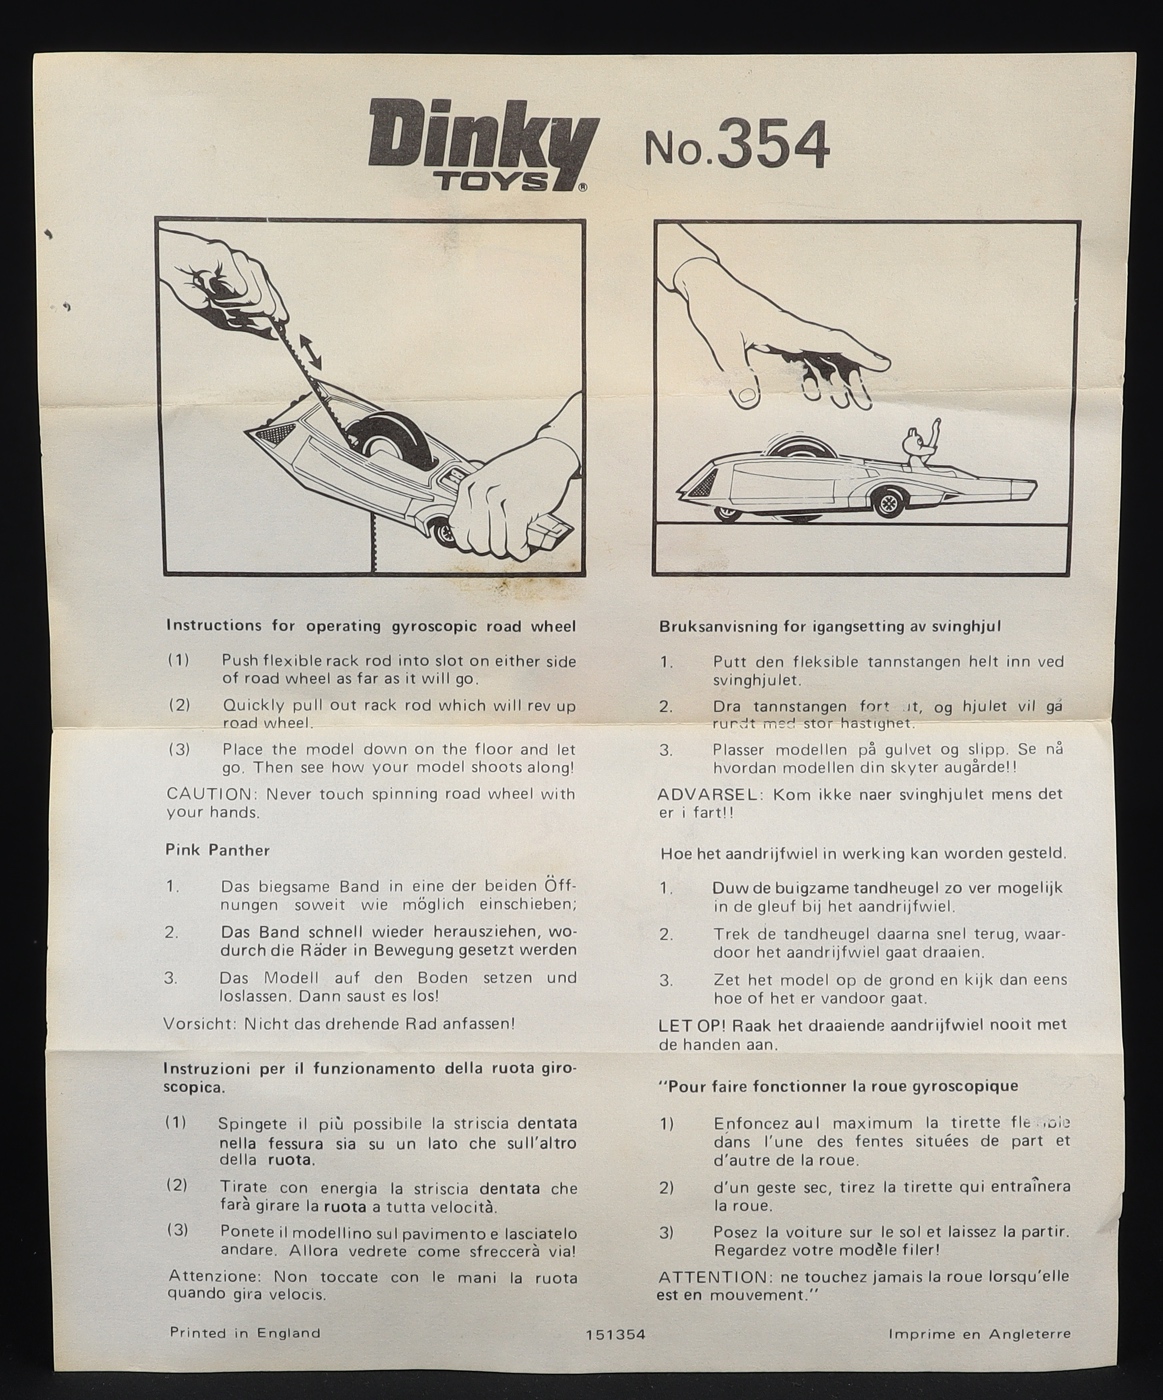 Dinky
TOYS®
No.354
Instructions for operating gyroscopic road wheel
(1) Push flexible rack rod into slot on either side
of road wheel as far as it will go.
(2) Quickly pull out rack rod which will rev up
road wheel.
(3) Place the model down on the floor and let
go. Then see how your model shoots along!
CAUTION: Never touch spinning road wheel with
your hands.
Pink Panther
1. Das biegsame Band in eine der beiden Öff-
nungen soweit wie möglich einschieben;
2. Das Band schnell wieder herausziehen, wo-
durch die Räder in Bewegung gesetzt werden
3. Das Modell auf den Boden setzen und
loslassen. Dann saust es los!
Vorsicht: Nicht das drehende Rad anfassen!
Instruzioni per il funzionamento della ruota giro-
scopica.
(1) Spingete il più possibile la striscia dentata
nella fessura sia su un lato che sull'altro
della ruota.
(2) Tirate con energia la striscia dentata che
farà girare la ruota a tutta velocità.
(3) Ponete il modellino sul pavimento e lasciatelo
andare. Allora vedrete come sfreccerà via!
Attenzione: Non toccate con le mani la ruota
quando gira velocis.
Bruksanvisning for igangsetting av svinghjul
1. Putt den fleksible tannstangen helt inn ved
svinghjulet.
2. Dra tannstangen fort , og hjulet vil gå
rundt med stor hastighet.
3. Plasser modellen på gulvet og slipp. Se nå
hvordan modellen din skyter augårde!!
ADVARSEL: Kom ikke naer svinghjulet mens det
er i fart!!
Hoe het aandrijfwiel in werking kan worden gesteld.
1. Duw de buigzame tandheugel zo ver mogelijk
in de gleuf bij het aandrijfwiel.
2. Trek de tandheugel daarna snel terug, waar-
door het aandrijfwiel gaat draaien.
3. Zet het model op de grond en kijk dan eens
hoe of het er vandoor gaat.
LET OP! Raak het draaiende aandrijfwiel nooit met
de handen aan.
"Pour faire fonctionner la roue gyroscopique
1) Enfoncez aul maximum la tirette
dans l'une des fentes situées de part et
d'autre de la roue.
2) d'un geste sec, tirez la tirette qui entraînera
la roue.
3) Posez la voiture sur le sol et laissez la partir.
Regardez votre modèle filer!
ATTENTION: ne touchez jamais la roue lorsqu'elle
est en mouvement."
Printed in England
151354
Imprime en Angleterre